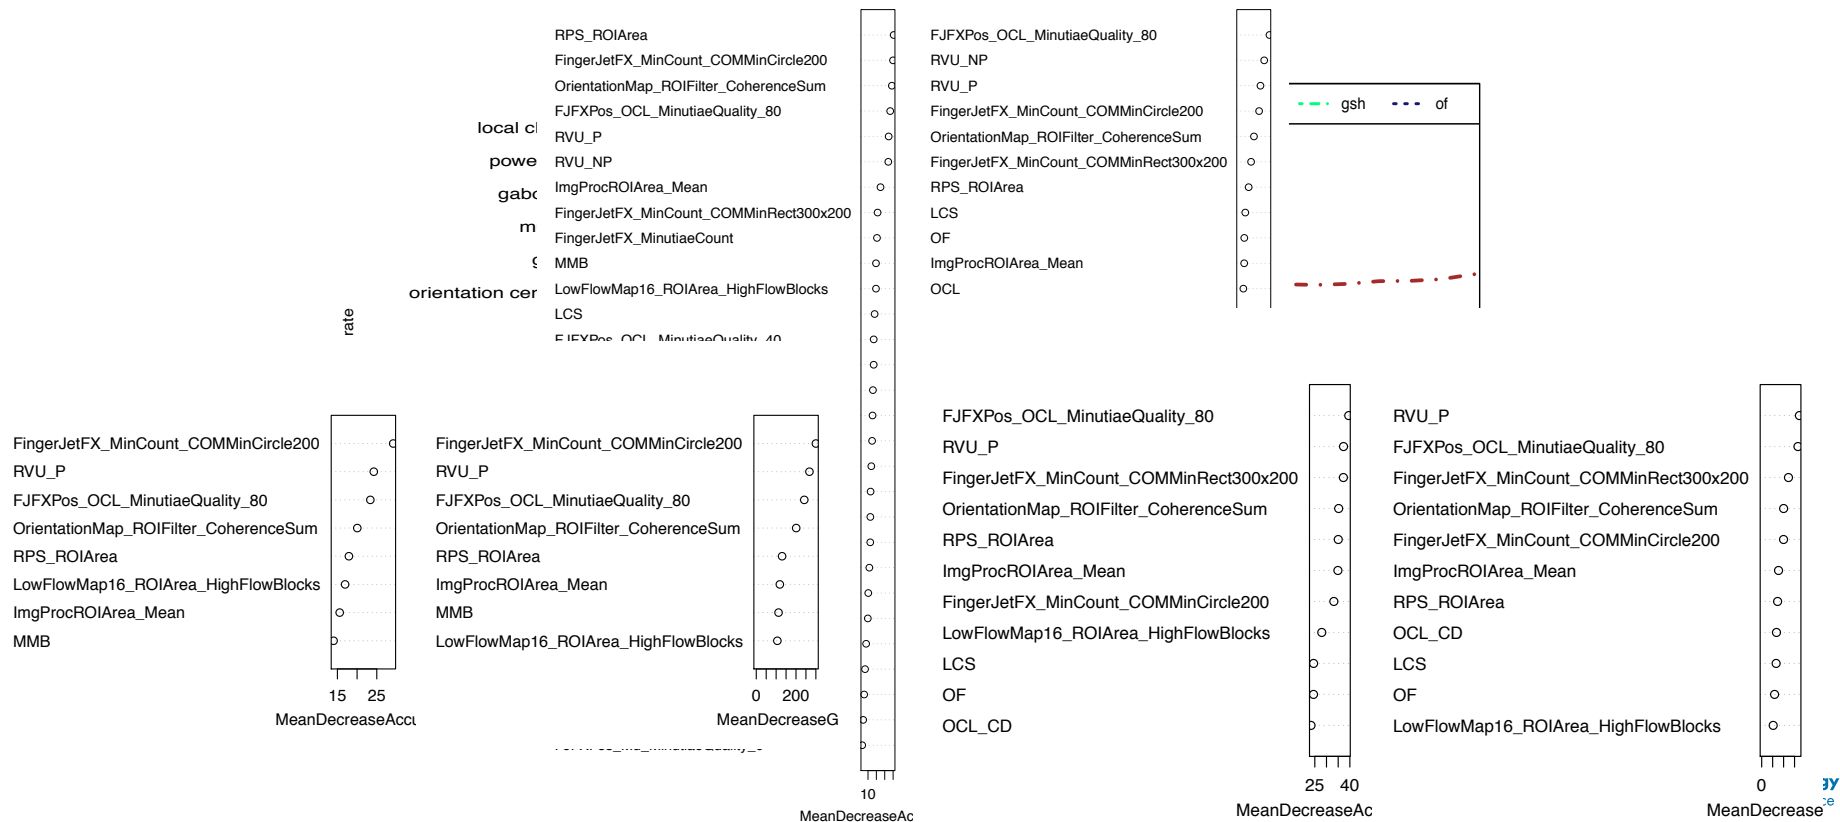 RPS_ROIArea
FingerJetFX_MinCount_COMMinCircle200
OrientationMap_ROIFilter_CoherenceSum
FJFXPos_OCL_MinutiaeQuality_80
RVU_P
RVU_NP
ImgProcROIArea_Mean
FingerJetFX_MinCount_COMMinRect300x200
FingerJetFX_MinutiaeCount
MMB
LowFlowMap16_ROIArea_HighFlowBlocks
LCS
FJFXPos_OCL_MinutiaeQuality_40
10
MeanDecreaseAc
FJFXPos_OCL_MinutiaeQuality_80
RVU_NP
RVU_P
FingerJetFX_MinCount_COMMinCircle200
OrientationMap_ROIFilter_CoherenceSum
FingerJetFX_MinCount_COMMinRect300x200
RPS_ROIArea
LCS
OF
ImgProcROIArea_Mean
OCL
gsh of
local cl
powe
gabc
m
orientation cer
rate
FingerJetFX_MinCount_COMMinCircle200
RVU_P
FJFXPos_OCL_MinutiaeQuality_80
OrientationMap_ROIFilter_CoherenceSum
RPS_ROIArea
LowFlowMap16_ROIArea_HighFlowBlocks
ImgProcROIArea_Mean
MMB
15 25
MeanDecreaseAccu
FingerJetFX_MinCount_COMMinCircle200
RVU_P
FJFXPos_OCL_MinutiaeQuality_80
OrientationMap_ROIFilter_CoherenceSum
RPS_ROIArea
ImgProcROIArea_Mean
MMB
LowFlowMap16_ROIArea_HighFlowBlocks
0 200
MeanDecreaseG
FJFXPos_OCL_MinutiaeQuality_80
RVU_P
FingerJetFX_MinCount_COMMinRect300x200
OrientationMap_ROIFilter_CoherenceSum
RPS_ROIArea
ImgProcROIArea_Mean
FingerJetFX_MinCount_COMMinCircle200
LowFlowMap16_ROIArea_HighFlowBlocks
LCS
OF
OCL_CD
25 40
MeanDecreaseAc
RVU_P
FJFXPos_OCL_MinutiaeQuality_80
FingerJetFX_MinCount_COMMinRect300x200
OrientationMap_ROIFilter_CoherenceSum
FingerJetFX_MinCount_COMMinCircle200
ImgProcROIArea_Mean
RPS_ROIArea
OCL_CD
LCS
OF
LowFlowMap16_ROIArea_HighFlowBlocks
0
MeanDecrease
gy
ce